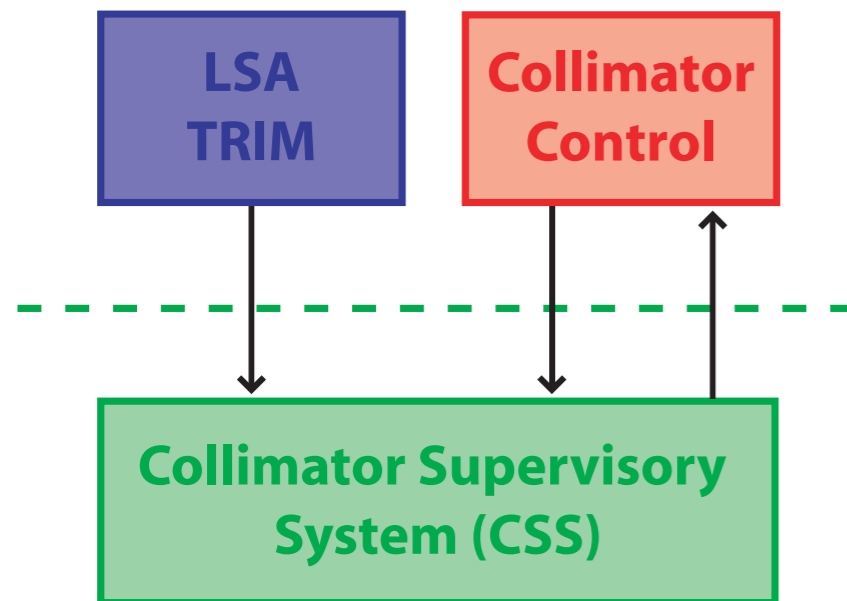 LSA
TRIM
Collimator
Control
Collimator Supervisory
System (CSS)